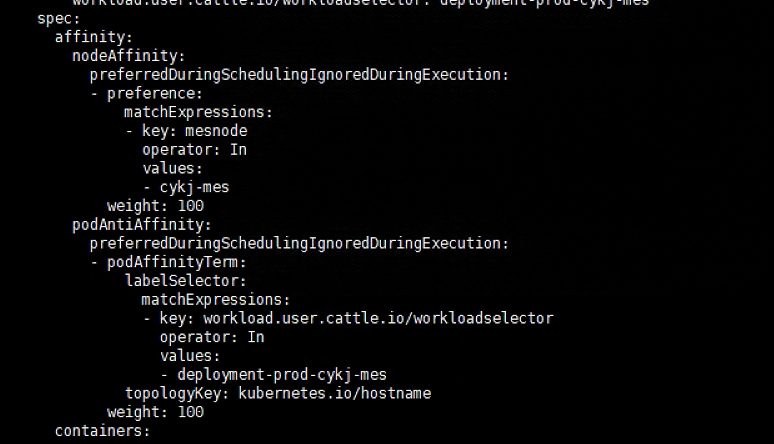 workload.user.cattle.io/workloadselector: deployment-prod-cykj-mes
spec:
  affinity:
    nodeAffinity:
      preferredDuringSchedulingIgnoredDuringExecution:
      - preference:
          matchExpressions:
          - key: mesnode
            operator: In
            values:
            - cykj-mes
        weight: 100
    podAntiAffinity:
      preferredDuringSchedulingIgnoredDuringExecution:
      - podAffinityTerm:
          labelSelector:
            matchExpressions:
            - key: workload.user.cattle.io/workloadselector
              operator: In
              values:
              - deployment-prod-cykj-mes
          topologyKey: kubernetes.io/hostname
        weight: 100
  containers: